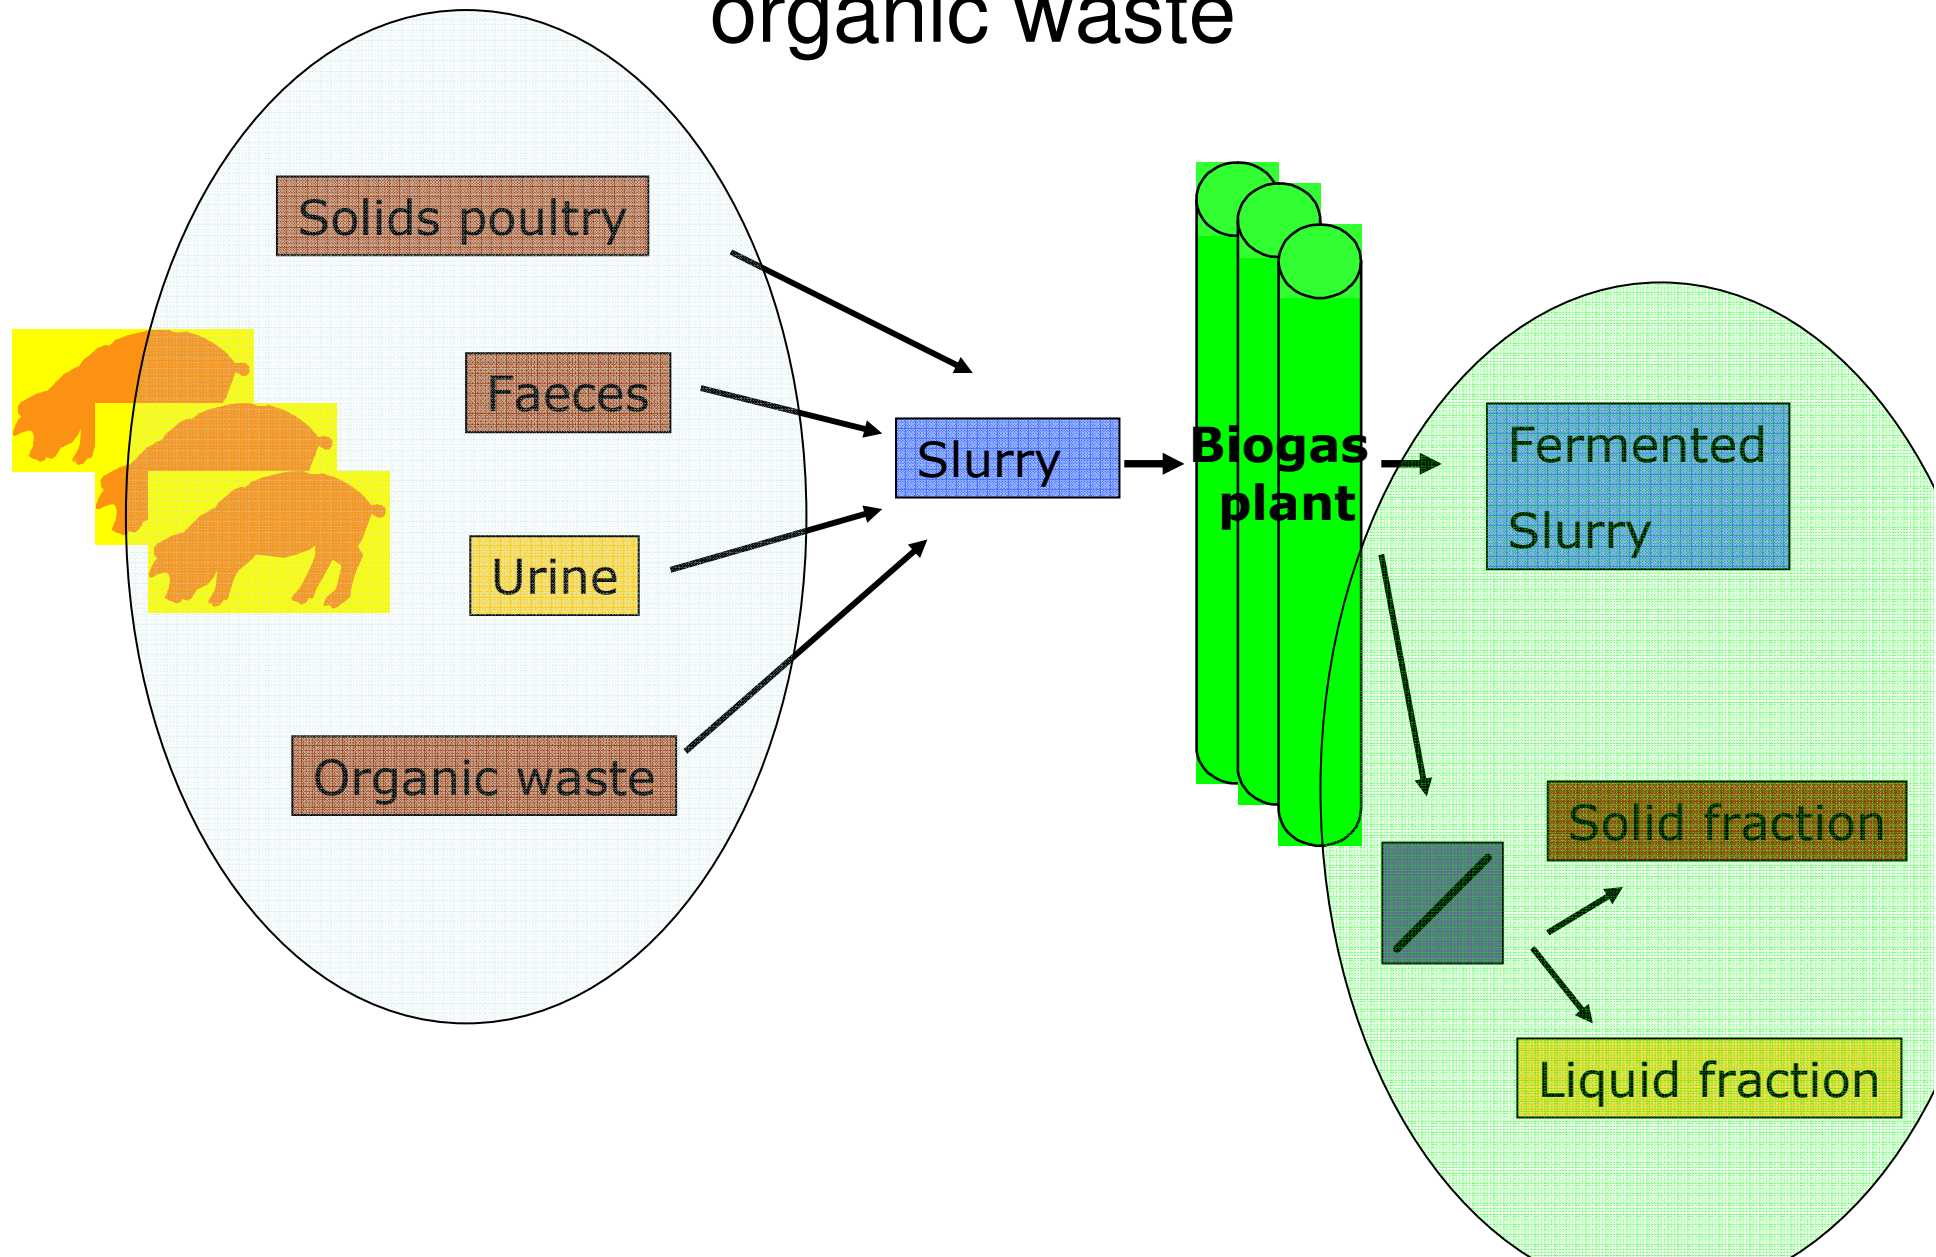 organic waste
Solids poultry
Faeces
Urine
Organic waste
Slurry
Biogas
plant
Fermented
Slurry
Solid fraction
Liquid fraction